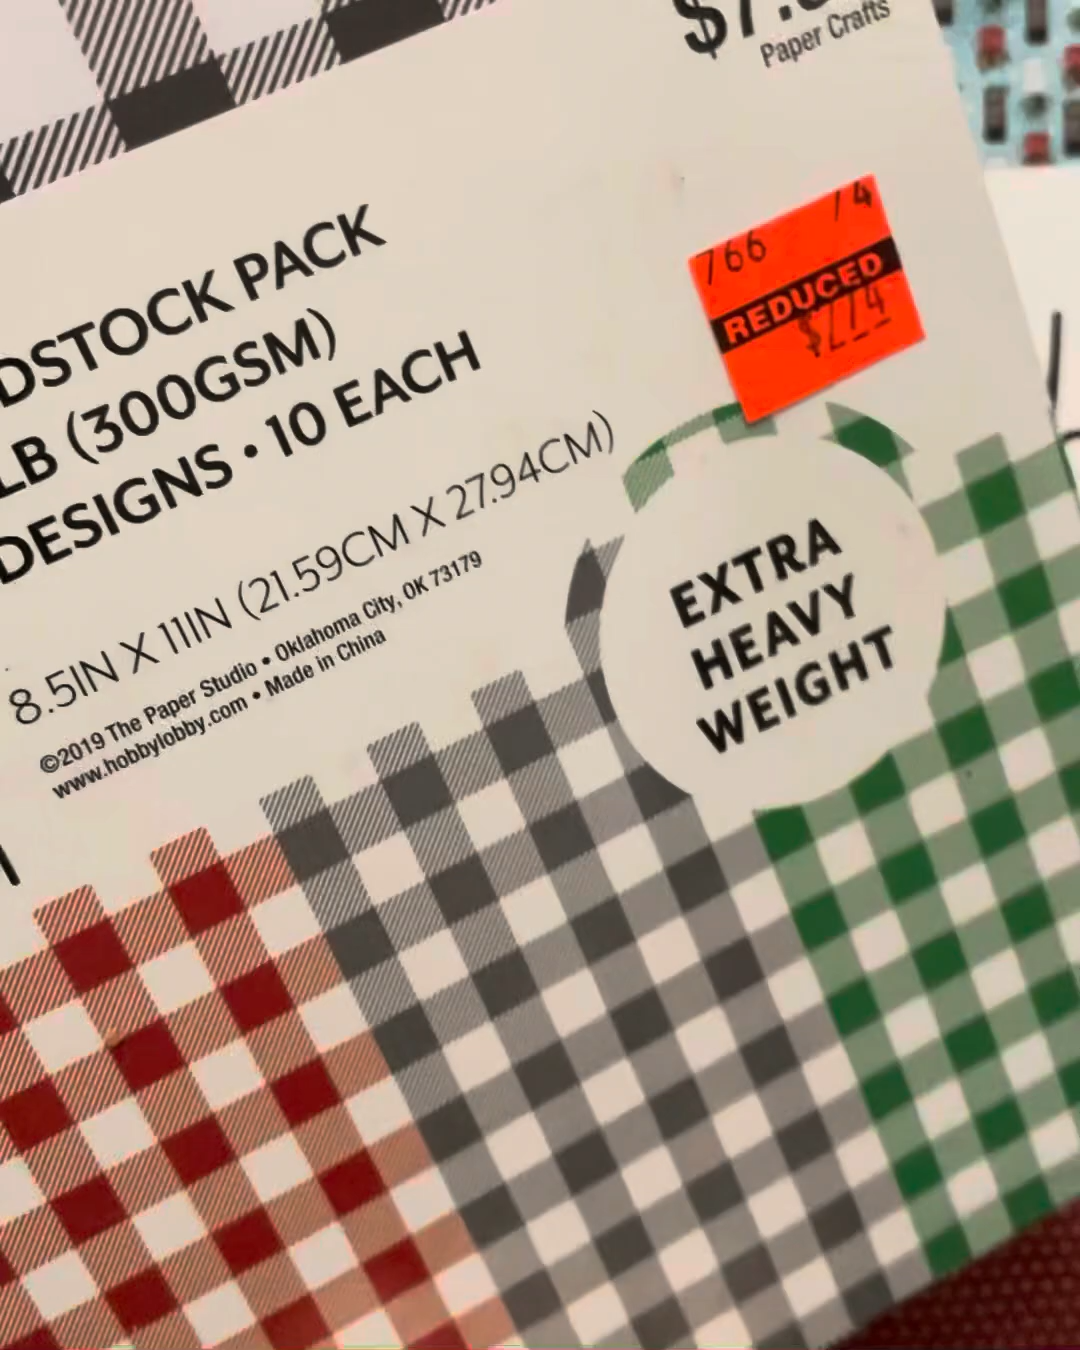 Paper Crafts
766 /4
REDUCED
DSTOCK PACK
LB (300GSM)
DESIGNS • 10 EACH
8.5IN X 11IN (21.59CM X 27.94CM)
©2019 The Paper Studio • Oklahoma City, OK 73179
www.hobbylobby.com • Made in China
EXTRA
HEAVY
WEIGHT